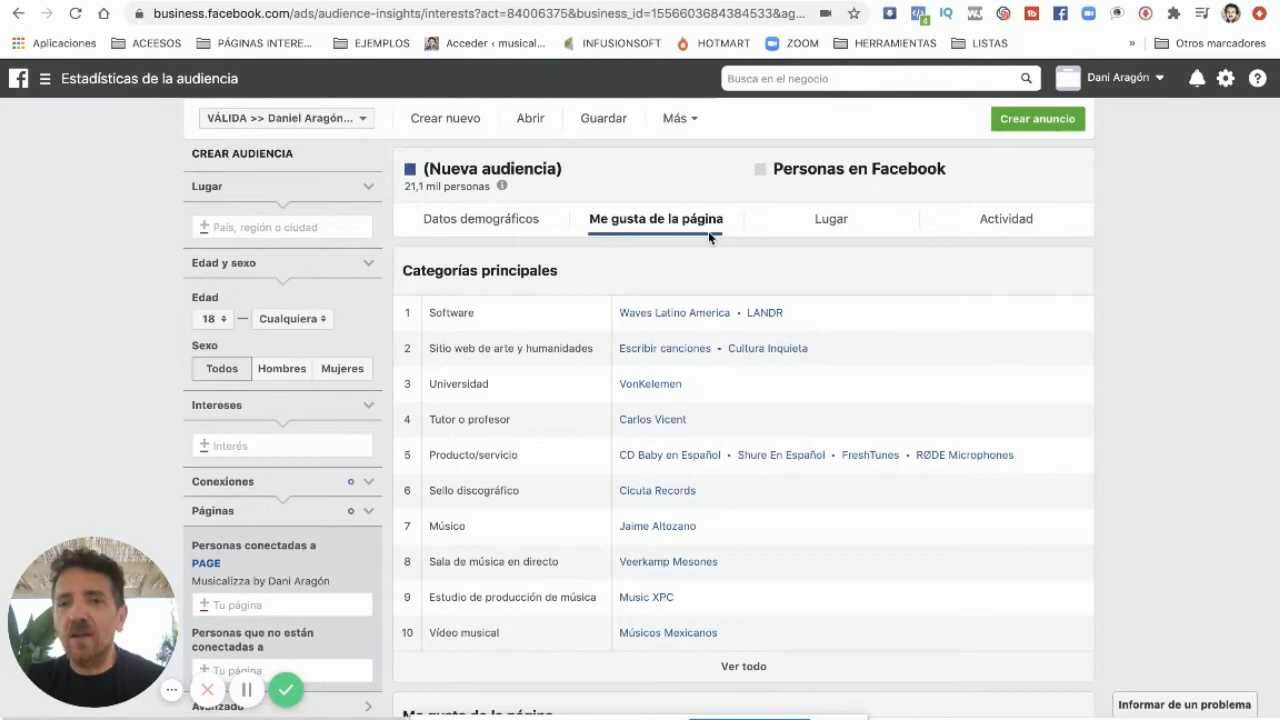 business.facebook.com/ads/audience-insights/interests?act=84006375&business_id=1556603684384533&ag...
Aplicaciones
ACEESOS
PÁGINAS INTERE...
EJEMPLOS
Acceder ‹ musical...
INFUSIONSOFT
HOTMART
ZOOM
HERRAMIENTAS
LISTAS
»
Otros marcadores
Estadísticas de la audiencia
Busca en el negocio
Dani Aragón
VÁLIDA >> Daniel Aragón...
Crear nuevo
Abrir
Guardar
Más
Crear anuncio
CREAR AUDIENCIA
Lugar
País, región o ciudad
Edad y sexo
Edad
18 — Cualquiera
Sexo
Todos Hombres Mujeres
Intereses
Interés
Conexiones
Páginas
Personas conectadas a
PAGE
Musicalizza by Dani Aragón
Tu página
Personas que no están
conectadas a
Tu página
Avanzado
(Nueva audiencia)
21,1 mil personas
Personas en Facebook
Datos demográficos
Me gusta de la página
Lugar
Actividad
Categorías principales
1 Software Waves Latino America • LANDR
2 Sitio web de arte y humanidades Escribir canciones • Cultura Inquieta
3 Universidad VonKelemen
4 Tutor o profesor Carlos Vicent
5 Producto/servicio CD Baby en Español • Shure En Español • FreshTunes • RØDE Microphones
6 Sello discográfico Cicuta Records
7 Músico Jaime Altozano
8 Sala de música en directo Veerkamp Mesones
9 Estudio de producción de música Music XPC
10 Vídeo musical Músicos Mexicanos
Ver todo
Me gusta de la página
Informar de un problema